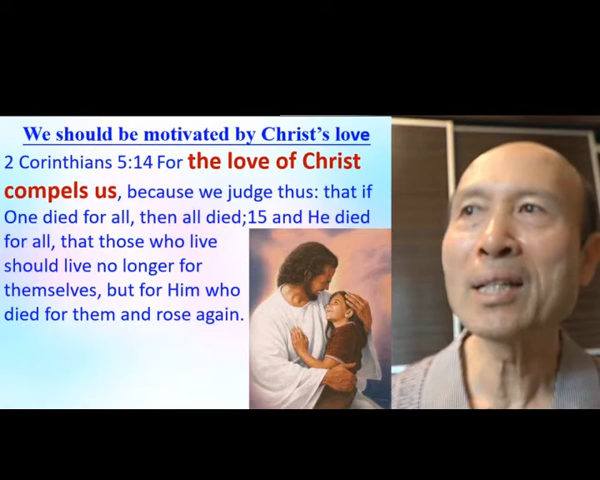 We should be motivated by Christ's love
2 Corinthians 5:14 For the love of Christ
compels us, because we judge thus: that if
One died for all, then all died;15 and He died
for all, that those who live
should live no longer for
themselves, but for Him who
died for them and rose again.